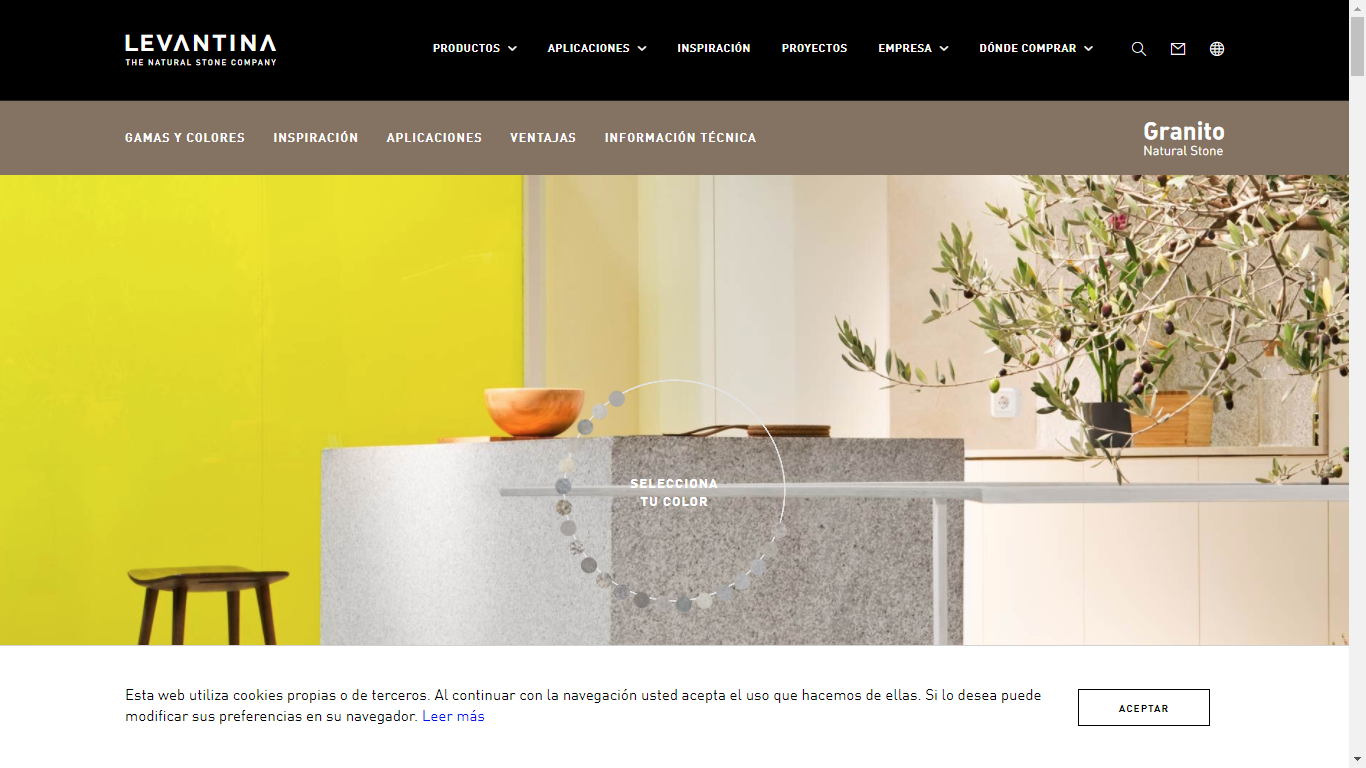 LEVANTINA
THE NATURAL STONE COMPANY
PRODUCTOS
APLICACIONES
INSPIRACIÓN
PROYECTOS
EMPRESA
DÓNDE COMPRAR
GAMAS Y COLORES
INSPIRACIÓN
APLICACIONES
VENTAJAS
INFORMACIÓN TÉCNICA
Granito
Natural Stone
SELECCIONA
TU COLOR
Esta web utiliza cookies propias o de terceros. Al continuar con la navegación usted acepta el uso que hacemos de ellas. Si lo desea puede
modificar sus preferencias en su navegador. Leer más
ACEPTAR